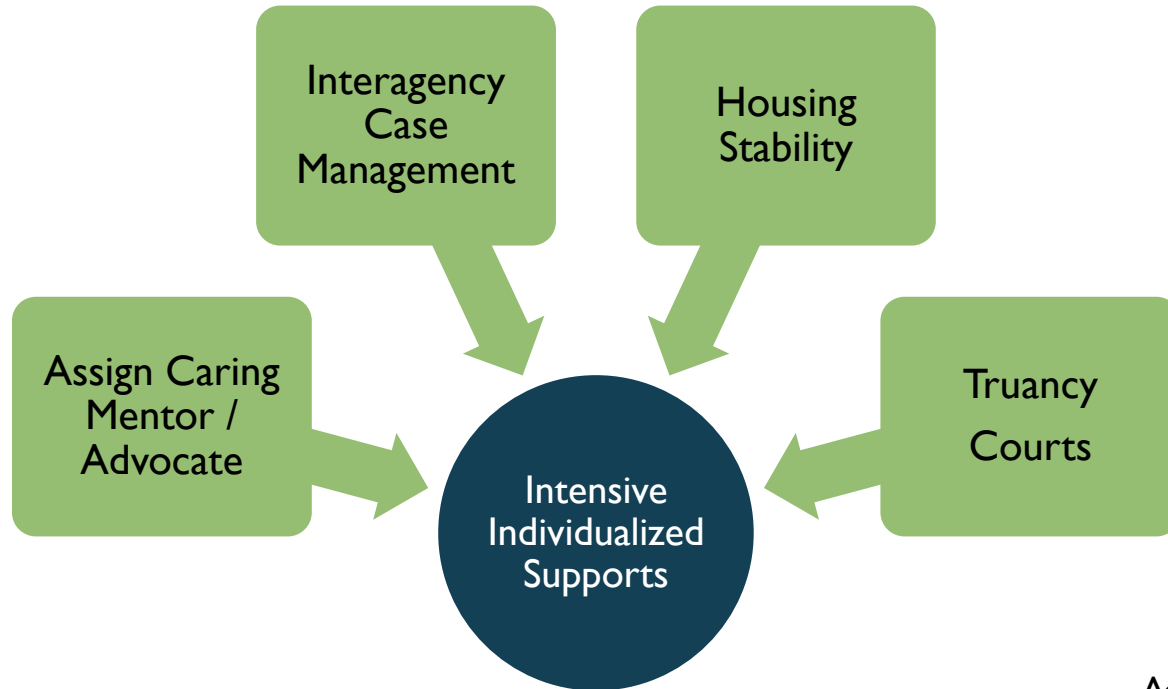 Interagency
Case
Management
Housing
Stability
Assign Caring
Mentor /
Advocate
Truancy
Courts
Intensive
Individualized
Supports